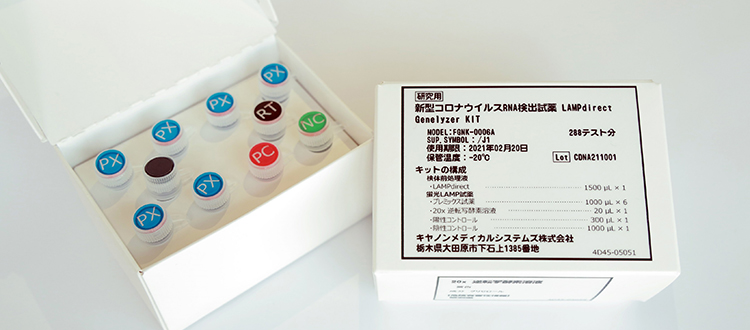 PX
PX
PX
RT
NC
PX
PC
PX
PX
研究用
新型コロナウイルスRNA検出試薬 LAMPdirect
Genelyzer KIT
MODEL:FGNK-0006A 288テスト分
SUP.SYMBOL:/J1
使用期限:2021年02月20日
保管温度:-20℃ Lot CDNA211001
キットの構成
検体前処理液
・LAMPdirect 1500 μL × 1
蛍光LAMP試薬
・プレミックス試薬 1000 μL × 6
・20x 逆転写酵素溶液 20 μL × 1
・陽性コントロール 300 μL × 1
・陰性コントロール 1000 μL × 1
キヤノンメディカルシステムズ株式会社
栃木県大田原市下石上1385番地 4D45-05051
逆転写酵素溶液